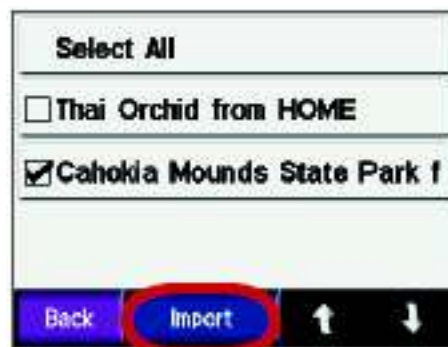 Select All
Thai Orchid from HOME
Cahokia Mounds State Park f
Back Import